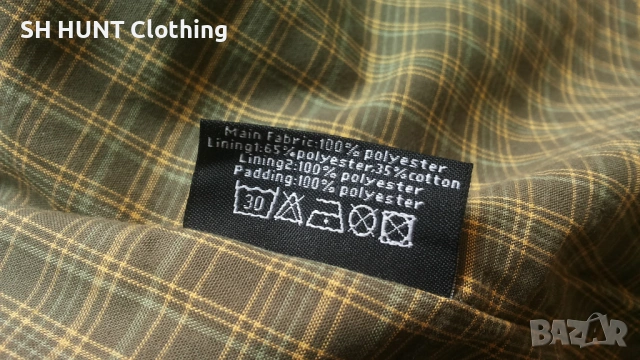 SH HUNT Clothing
Main Fabric:100% polyester
Lining1:65%polyester,35%cotton
Lining2:100% polyester
Padding:100% polyester
30
BAZAR